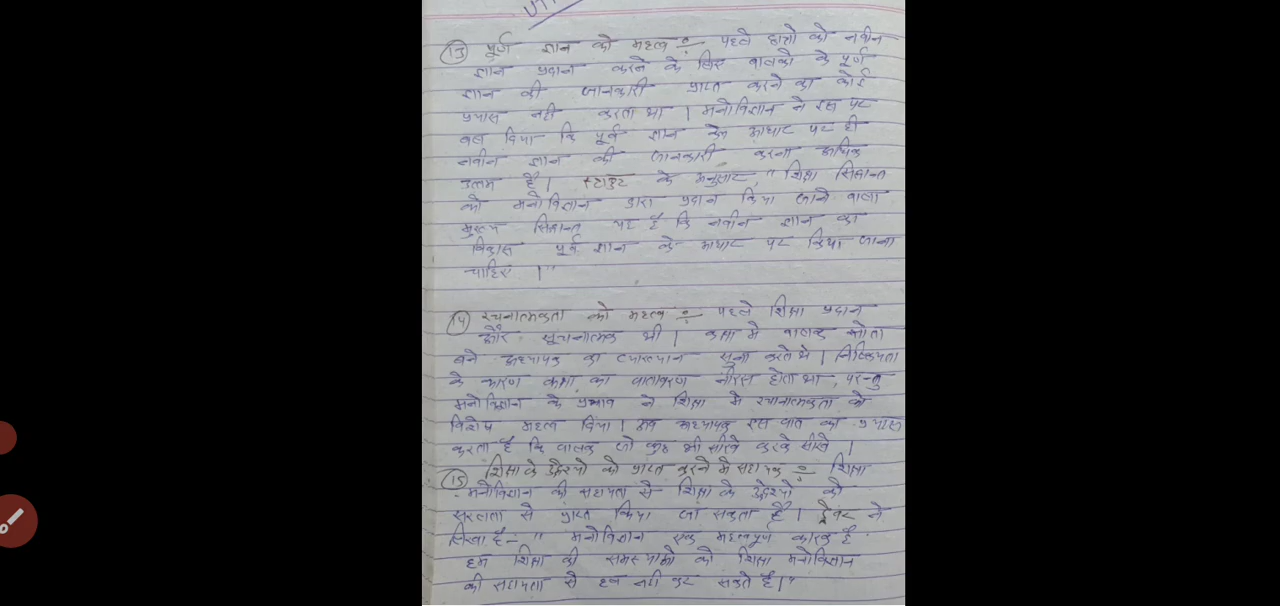 (13) पूर्ण ज्ञान को महत्व ÷ पहले छात्रो को नवीन
ज्ञान प्रदान करने के लिए बालको के पूर्ण
ज्ञान की जानकारी प्राप्त करने का कोई
प्रयास नही करता था | मनोविज्ञान ने इस पर
बल दिया कि पूर्व ज्ञान के आधार पर ही
नवीन ज्ञान की जानकारी करना अधिक
उत्तम है | स्टाउट के अनुसार, " शिक्षा सिद्धान्त
को मनोविज्ञान द्वारा प्रदान किया जाने वाला
मुख्य सिद्धान्त यह है कि नवीन ज्ञान का
विकास पूर्व ज्ञान के आधार पर किया जाना
चाहिए |"
(14) रचनात्मकता को महत्व ÷ पहले शिक्षा प्रदान
और सूचनात्मक थी | कक्षा मे बालक श्रोता
बने अध्यापक का व्याख्यान सुना करते थे | निष्क्रियता
के कारण कक्षा का वातावरण नीरस होता था, परन्तु
मनोविज्ञान के प्रभाव ने शिक्षा मे रचनात्मकता को
विशेष महत्व दिया | अब अध्यापक इस बात का प्रयास
करता है कि बालक जो कुछ भी सीखे करके सीखे |
(15) शिक्षा के उद्देश्यो को प्राप्त करने मे सहायक ÷ शिक्षा
मनोविज्ञान की सहायता से शिक्षा के उद्देश्यो को
सरलता से प्राप्त किया जा सकता है | ड्रेवर ने
लिखा है- " मनोविज्ञान एक महत्वपूर्ण कारक है
हम शिक्षा की समस्याओ को शिक्षा मनोविज्ञान
की सहायता से हल नही कर सकते है |"